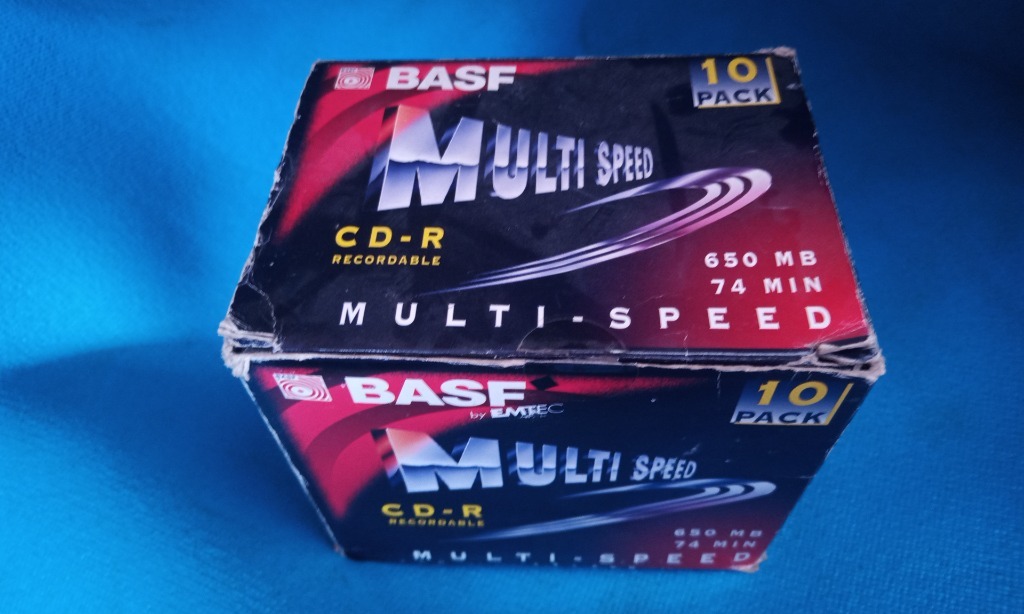 BASF
10
PACK
MULTI SPEED
CD-R
RECORDABLE
650 MB
74 MIN
MULTI-SPEED
BASF
by EMTEC
10
PACK
MULTI SPEED
CD-R
RECORDABLE
650 MB
74 MIN
MULTI-SPEED